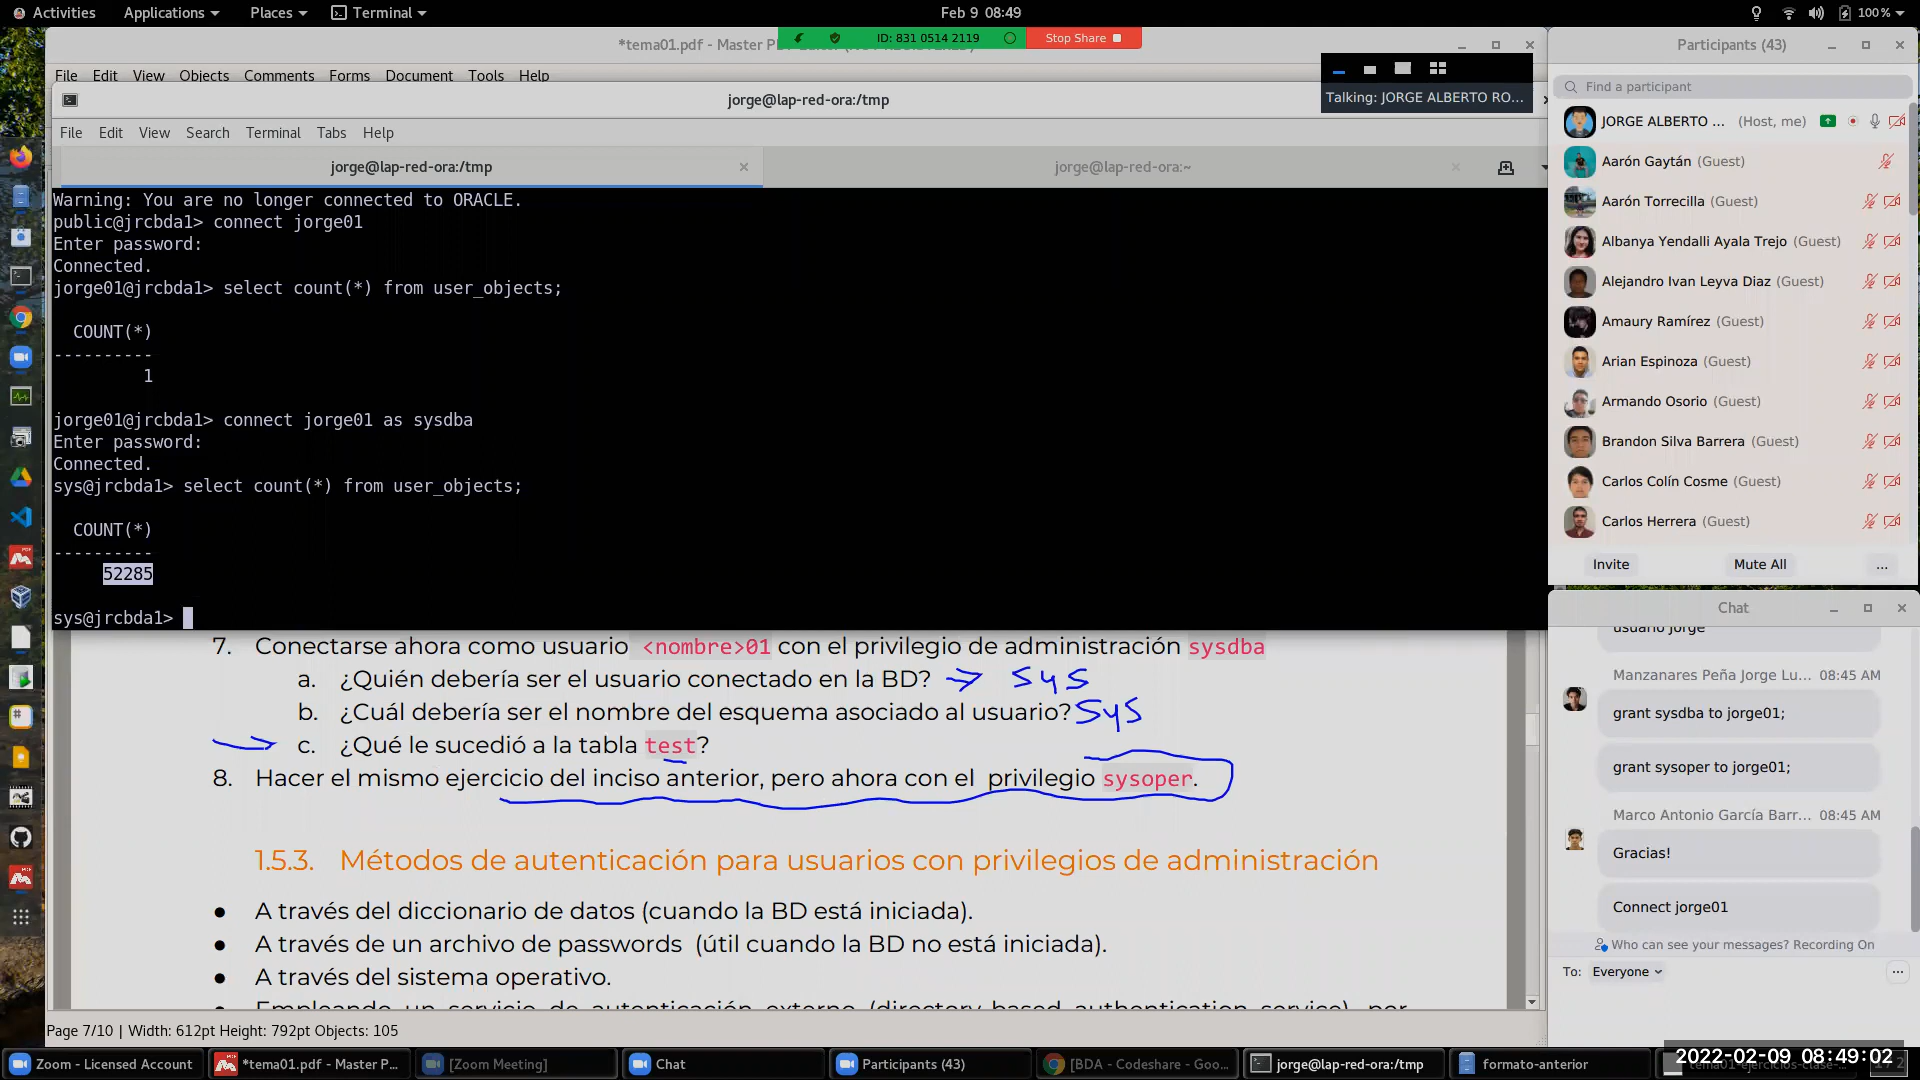 Activities Applications Places Terminal Feb 9 08:49 100%
*tema01.pdf - Master
ID: 831 0514 2119 Stop Share
File Edit View Objects Comments Forms Document Tools Help
Talking: JORGE ALBERTO RO...
jorge@lap-red-ora:/tmp
File Edit View Search Terminal Tabs Help
jorge@lap-red-ora:/tmp jorge@lap-red-ora:~
Warning: You are no longer connected to ORACLE.
public@jrcbda1> connect jorge01
Enter password:
Connected.
jorge01@jrcbda1> select count(*) from user_objects;
COUNT(*)
----------
1
jorge01@jrcbda1> connect jorge01 as sysdba
Enter password:
Connected.
sys@jrcbda1> select count(*) from user_objects;
COUNT(*)
----------
52285
sys@jrcbda1>
7. Conectarse ahora como usuario <nombre>01 con el privilegio de administración sysdba
a. ¿Quién debería ser el usuario conectado en la BD? → sys
b. ¿Cuál debería ser el nombre del esquema asociado al usuario? sys
c. ¿Qué le sucedió a la tabla test?
8. Hacer el mismo ejercicio del inciso anterior, pero ahora con el privilegio sysoper.
1.5.3. Métodos de autenticación para usuarios con privilegios de administración
● A través del diccionario de datos (cuando la BD está iniciada).
● A través de un archivo de passwords (útil cuando la BD no está iniciada).
● A través del sistema operativo.
Empleando un servicio de autenticación externo (directory based authentication service), por
Page 7/10 | Width: 612pt Height: 792pt Objects: 105
Participants (43)
Find a participant
JORGE ALBERTO ... (Host, me)
Aarón Gaytán (Guest)
Aarón Torrecilla (Guest)
Albanya Yendalli Ayala Trejo (Guest)
Alejandro Ivan Leyva Diaz (Guest)
Amaury Ramírez (Guest)
Arian Espinoza (Guest)
Armando Osorio (Guest)
Brandon Silva Barrera (Guest)
Carlos Colín Cosme (Guest)
Carlos Herrera (Guest)
Invite Mute All ...
Chat
usuario jorge
Manzanares Peña Jorge Lu... 08:45 AM
grant sysdba to jorge01;
grant sysoper to jorge01;
Marco Antonio García Barr... 08:45 AM
Gracias!
Connect jorge01
Who can see your messages? Recording On
To: Everyone
Zoom - Licensed Account *tema01.pdf - Master P... [Zoom Meeting] Chat Participants (43) [BDA - Codeshare - Goo... jorge@lap-red-ora:/tmp formato-anterior
2022-02-09 08:49:02